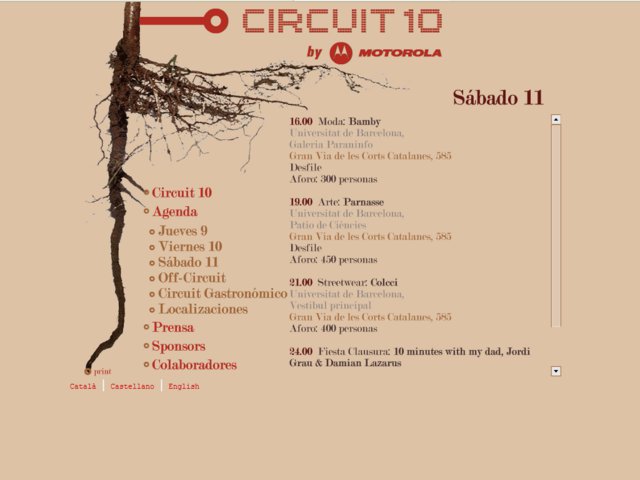 CIRCUIT 10
by MOTOROLA
Sábado 11
16.00 Moda: Bamby
Universitat de Barcelona,
Galeria Paraninfo
Gran Via de les Corts Catalanes, 585
Desfile
Aforo: 300 personas
19.00 Arte: Parnasse
Universitat de Barcelona,
Patio de Ciències
Gran Via de les Corts Catalanes, 585
Desfile
Aforo: 450 personas
21.00 Streetwear: Colcci
Universitat de Barcelona,
Vestibul principal
Gran Via de les Corts Catalanes, 585
Aforo: 400 personas
24.00 Fiesta Clausura: 10 minutes with my dad, Jordi
Grau & Damian Lazarus
Circuit 10
Agenda
Jueves 9
Viernes 10
Sábado 11
Off-Circuit
Circuit Gastronómico
Localizaciones
Prensa
Sponsors
Colaboradores
print
Català | Castellano | English